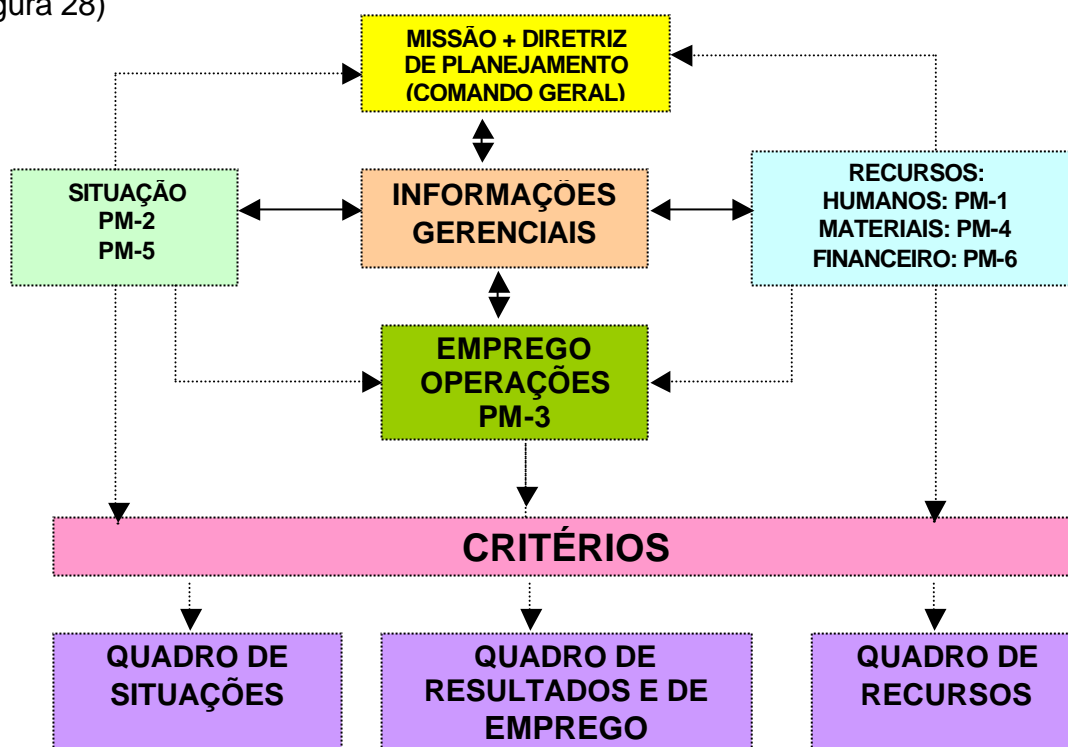 gura 28)
MISSÃO + DIRETRIZ
DE PLANEJAMENTO
(COMANDO GERAL)
SITUAÇÃO
PM-2
PM-5
INFORMAÇÕES
GERENCIAIS
RECURSOS:
HUMANOS: PM-1
MATERIAIS: PM-4
FINANCEIRO: PM-6
EMPREGO
OPERAÇÕES
PM-3
CRITÉRIOS
QUADRO DE
SITUAÇÕES
QUADRO DE
RESULTADOS E DE
EMPREGO
QUADRO DE
RECURSOS